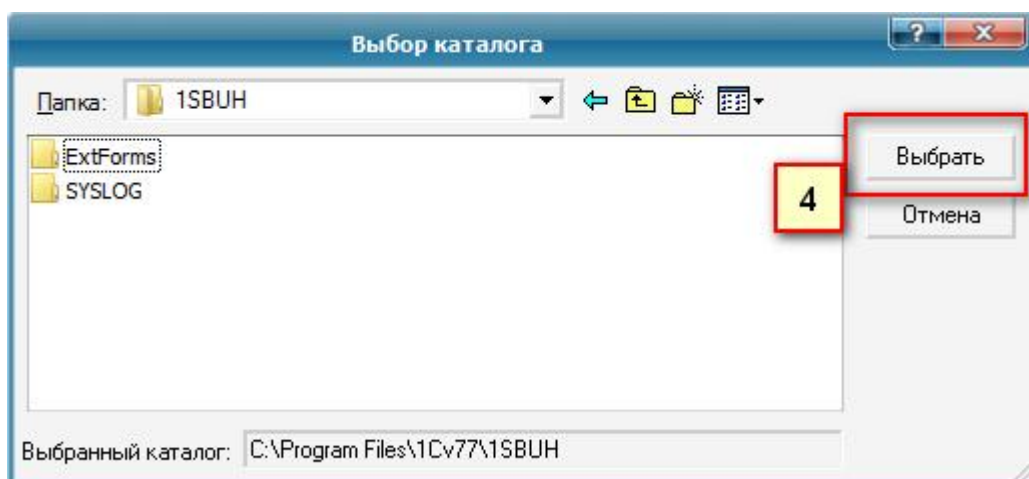 Выбор каталога
Папка: 1SBUH
ExtForms
SYSLOG
Выбрать
4
Отмена
Выбранный каталог: C:\Program Files\1Cv77\1SBUH